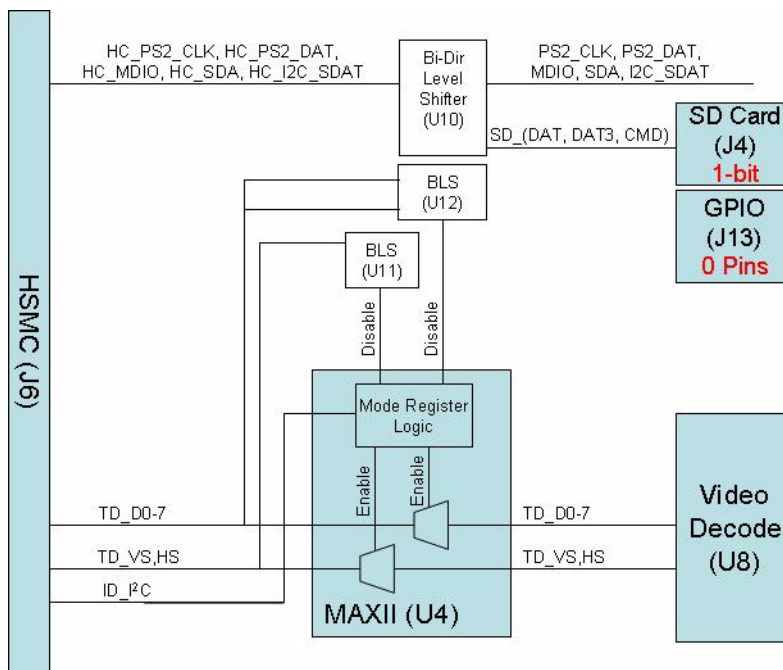 HC_PS2_CLK, HC_PS2_DAT,
HC_MDIO, HC_SDA, HC_I2C_SDAT
Bi-Dir
Level
Shifter
(U10)
PS2_CLK, PS2_DAT,
MDIO, SDA, I2C_SDAT
SD_(DAT, DAT3, CMD)
SD Card
(J4)
1-bit
BLS
(U12)
GPIO
(J13)
0 Pins
BLS
(U11)
HSMC (J6)
Disable
Disable
Mode Register
Logic
Enable
Enable
TD_D0-7
TD_D0-7
TD_VS,HS
TD_VS,HS
ID_I²C
MAXII (U4)
Video
Decode
(U8)